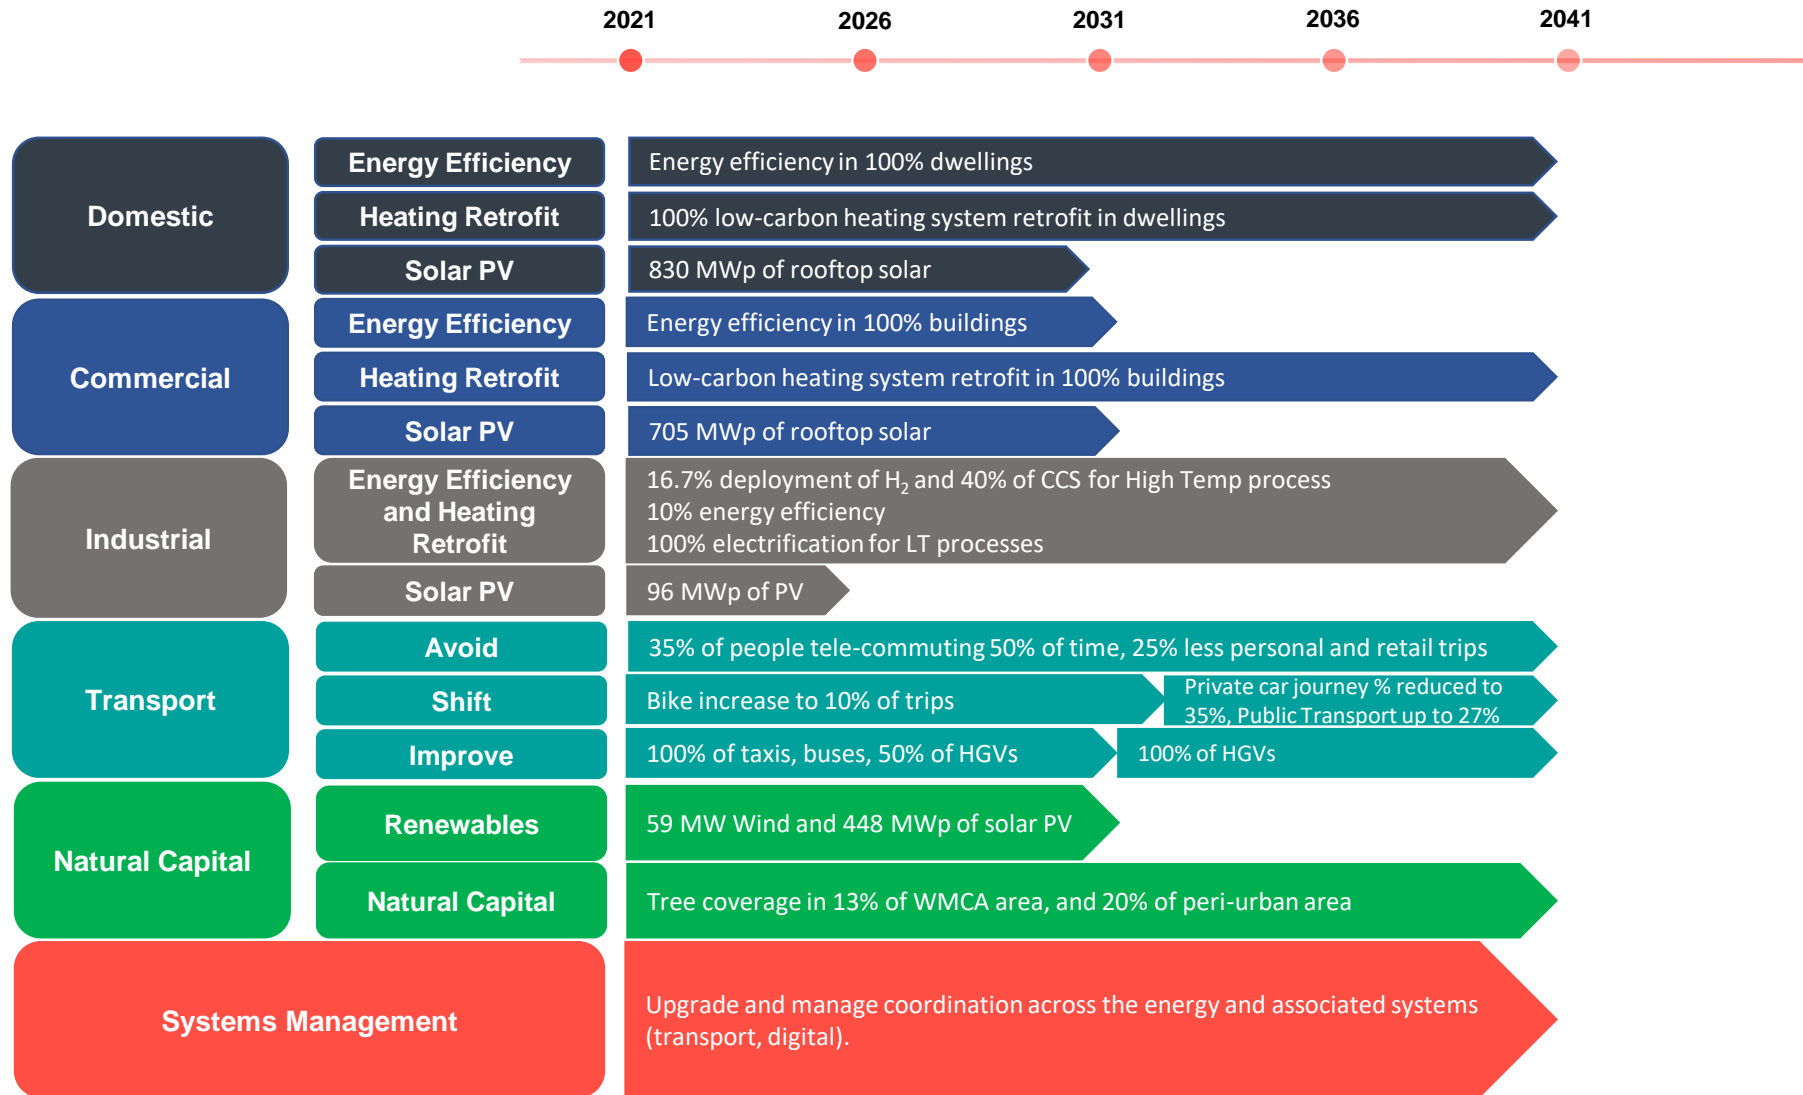 2021 2026 2031 2036 2041
Domestic
Energy Efficiency
Energy efficiency in 100% dwellings
Heating Retrofit
100% low-carbon heating system retrofit in dwellings
Solar PV
830 MWp of rooftop solar
Commercial
Energy Efficiency
Energy efficiency in 100% buildings
Heating Retrofit
Low-carbon heating system retrofit in 100% buildings
Solar PV
705 MWp of rooftop solar
Industrial
Energy Efficiency
and Heating
Retrofit
16.7% deployment of H₂ and 40% of CCS for High Temp process
10% energy efficiency
100% electrification for LT processes
Solar PV
96 MWp of PV
Transport
Avoid
35% of people tele-commuting 50% of time, 25% less personal and retail trips
Shift
Bike increase to 10% of trips
Private car journey % reduced to
35%, Public Transport up to 27%
Improve
100% of taxis, buses, 50% of HGVs
100% of HGVs
Natural Capital
Renewables
59 MW Wind and 448 MWp of solar PV
Natural Capital
Tree coverage in 13% of WMCA area, and 20% of peri-urban area
Systems Management
Upgrade and manage coordination across the energy and associated systems
(transport, digital).